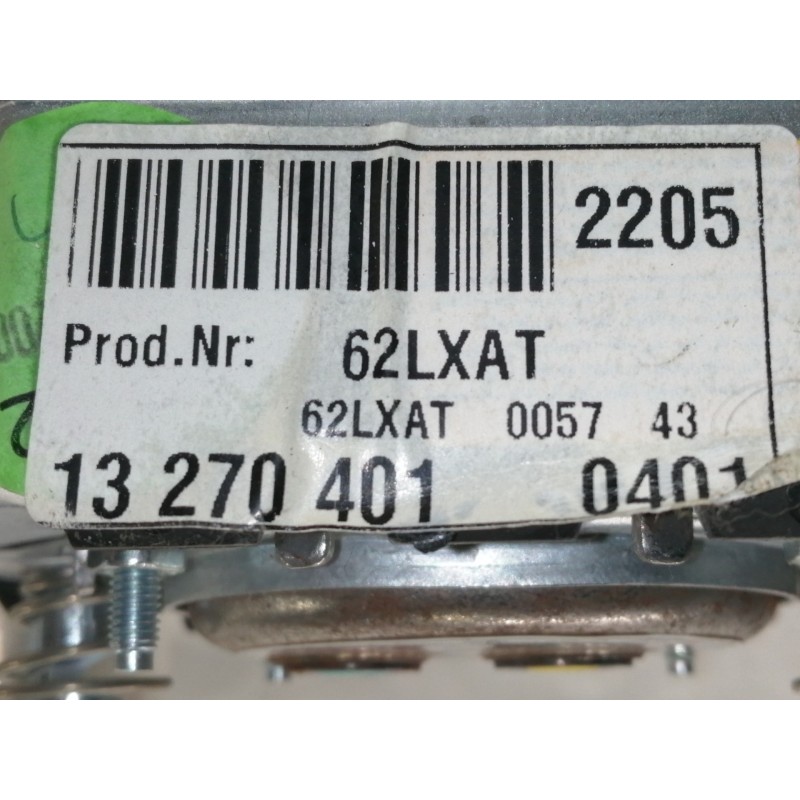 2205
Prod.Nr: 62LXAT
62LXAT 0057 43
13 270 401 0401